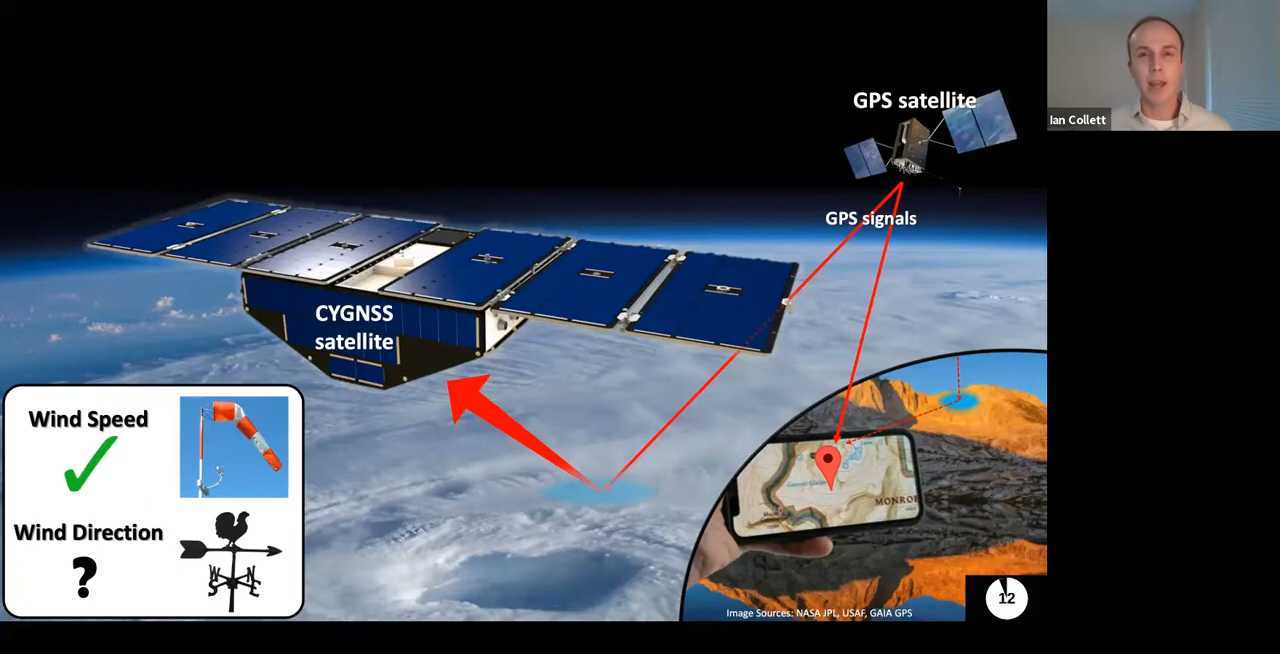 GPS satellite
Ian Collett
GPS signals
CYGNSS
satellite
Wind Speed
Wind Direction
?
MONROE
Image Sources: NASA JPL, USAF, GAIA GPS
12